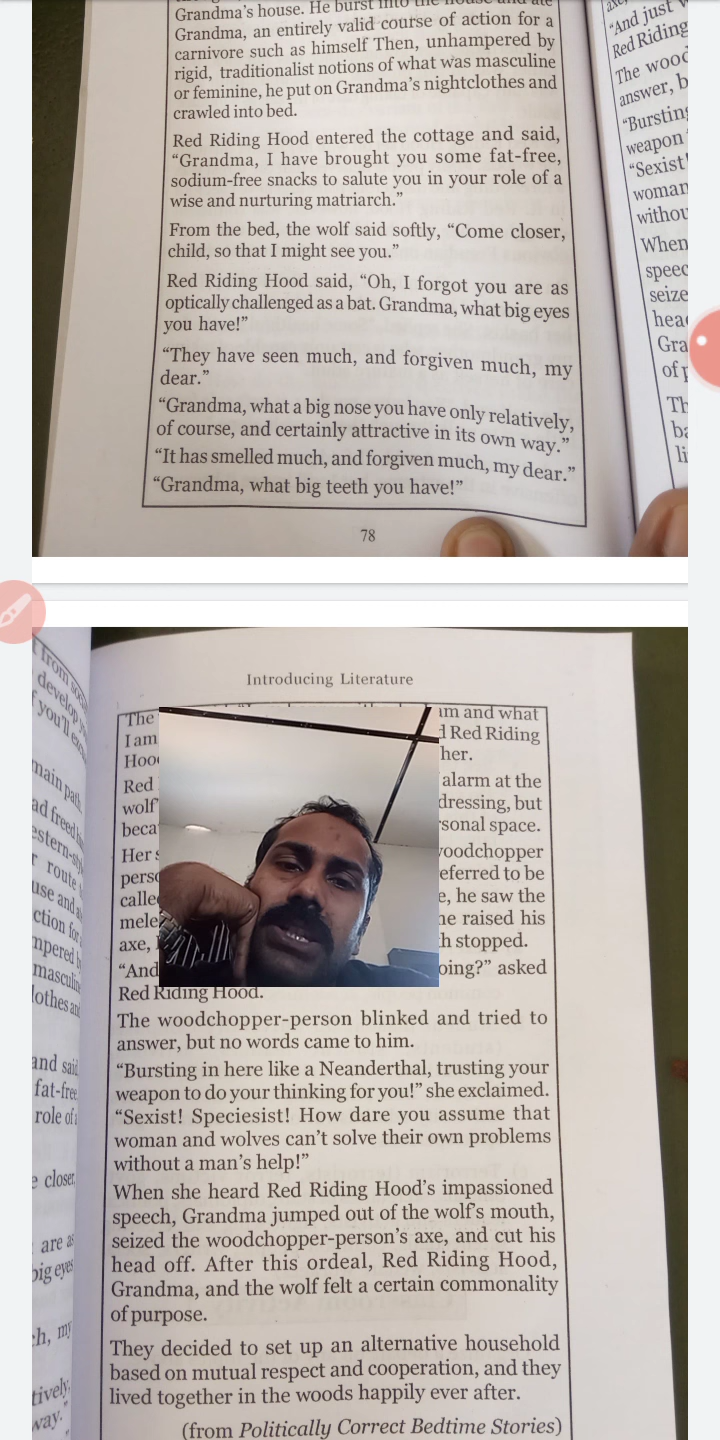 Grandma's house. He burst into the house and ate
Grandma, an entirely valid course of action for a
carnivore such as himself Then, unhampered by
rigid, traditionalist notions of what was masculine
or feminine, he put on Grandma's nightclothes and
crawled into bed.
Red Riding Hood entered the cottage and said,
“Grandma, I have brought you some fat-free,
sodium-free snacks to salute you in your role of a
wise and nurturing matriarch.”
From the bed, the wolf said softly, “Come closer,
child, so that I might see you.”
Red Riding Hood said, “Oh, I forgot you are as
optically challenged as a bat. Grandma, what big eyes
you have!”
“They have seen much, and forgiven much, my
dear.”
“Grandma, what a big nose you have only relatively,
of course, and certainly attractive in its own way.”
“It has smelled much, and forgiven much, my dear.”
“Grandma, what big teeth you have!”
78
“And just
Red Riding
The
answer, b
“Bursting
weapon
“Sexist!
woman
withou
When
speec
seize
head
Gra
of p
Th
ba
li
Introducing Literature
The am and what
I am d Red Riding
Hood her.
Red alarm at the
wolf dressing, but
beca sonal space.
Her s woodchopper
perso eferred to be
called e, he saw the
mele he raised his
axe, h stopped.
“And oing?” asked
Red Riding Hood.
The woodchopper-person blinked and tried to
answer, but no words came to him.
“Bursting in here like a Neanderthal, trusting your
weapon to do your thinking for you!” she exclaimed.
“Sexist! Speciesist! How dare you assume that
woman and wolves can't solve their own problems
without a man's help!”
When she heard Red Riding Hood's impassioned
speech, Grandma jumped out of the wolf's mouth,
seized the woodchopper-person's axe, and cut his
head off. After this ordeal, Red Riding Hood,
Grandma, and the wolf felt a certain commonality
of purpose.
They decided to set up an alternative household
based on mutual respect and cooperation, and they
lived together in the woods happily ever after.
(from Politically Correct Bedtime Stories)
from
develop
you'll
main path
route
use and a
ction for
mpered b
masculin
lothes and
and said
fat-free
role of a
e closer,
are as
big eyes
ch, my
tively,
way.”